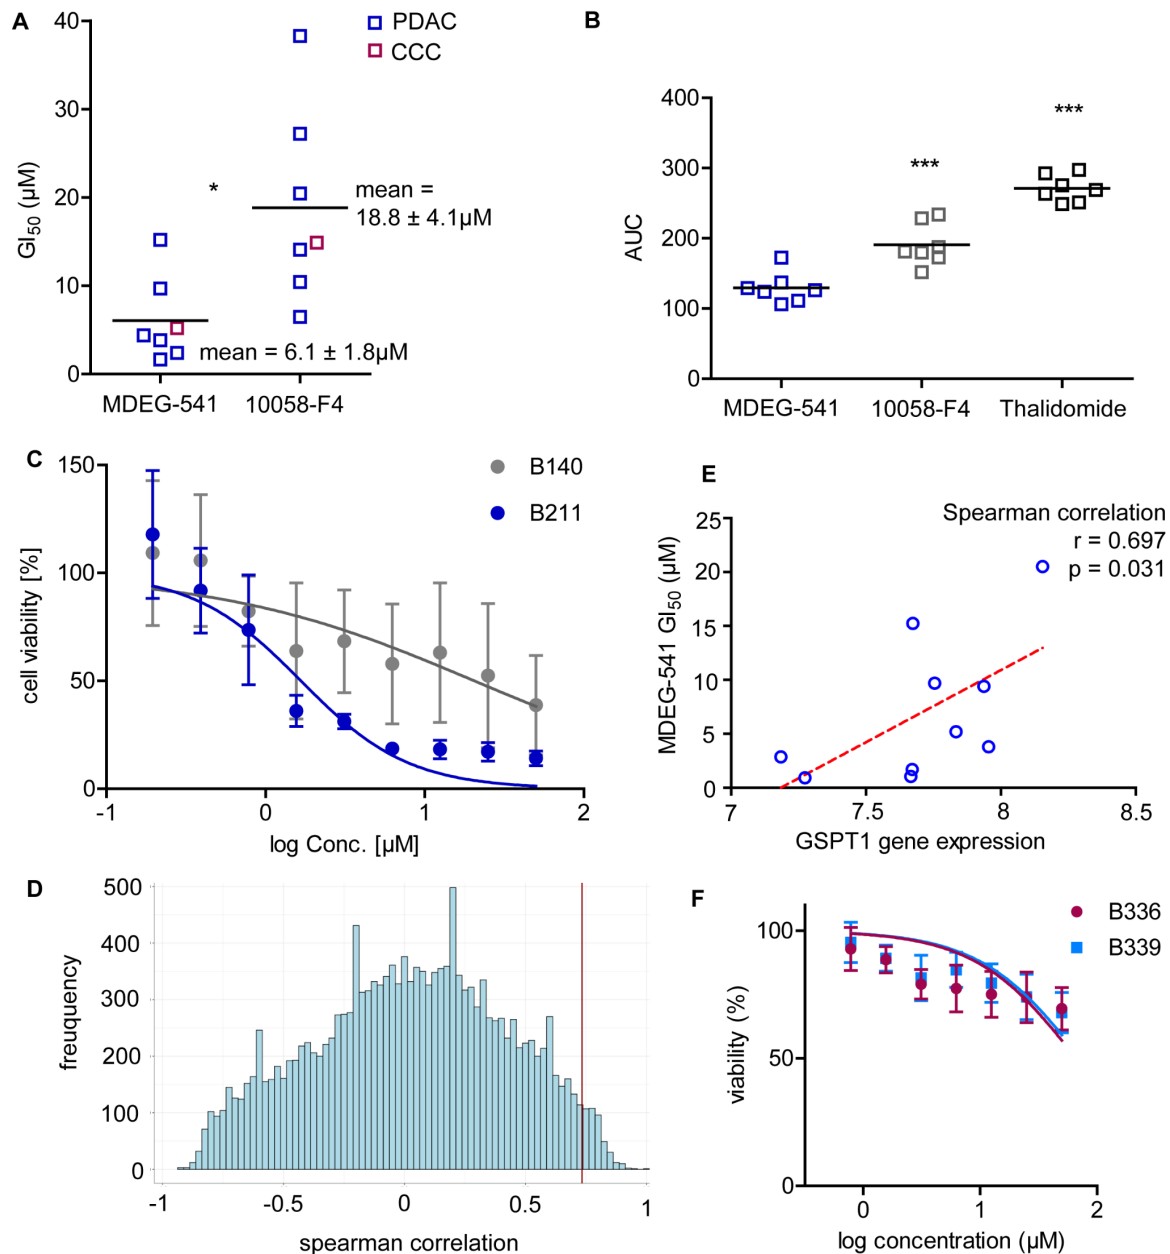 A
40
30
20
10
0
GI50 (µM)
PDAC
CCC
*
mean =
18.8 ± 4.1µM
mean = 6.1 ± 1.8µM
MDEG-541
10058-F4
B
400
300
200
100
0
AUC
***
***
MDEG-541
10058-F4
Thalidomide
C
150
100
50
0
cell viability [%]
B140
B211
-1
0
1
2
log Conc. [µM]
E
25
20
15
10
5
0
MDEG-541 GI50 (µM)
Spearman correlation
r = 0.697
p = 0.031
7
7.5
8
8.5
GSPT1 gene expression
D
500
400
300
200
100
0
freuquency
-1
-0.5
0
0.5
1
spearman correlation
F
100
50
0
viability (%)
B336
B339
0
1
2
log concentration (µM)